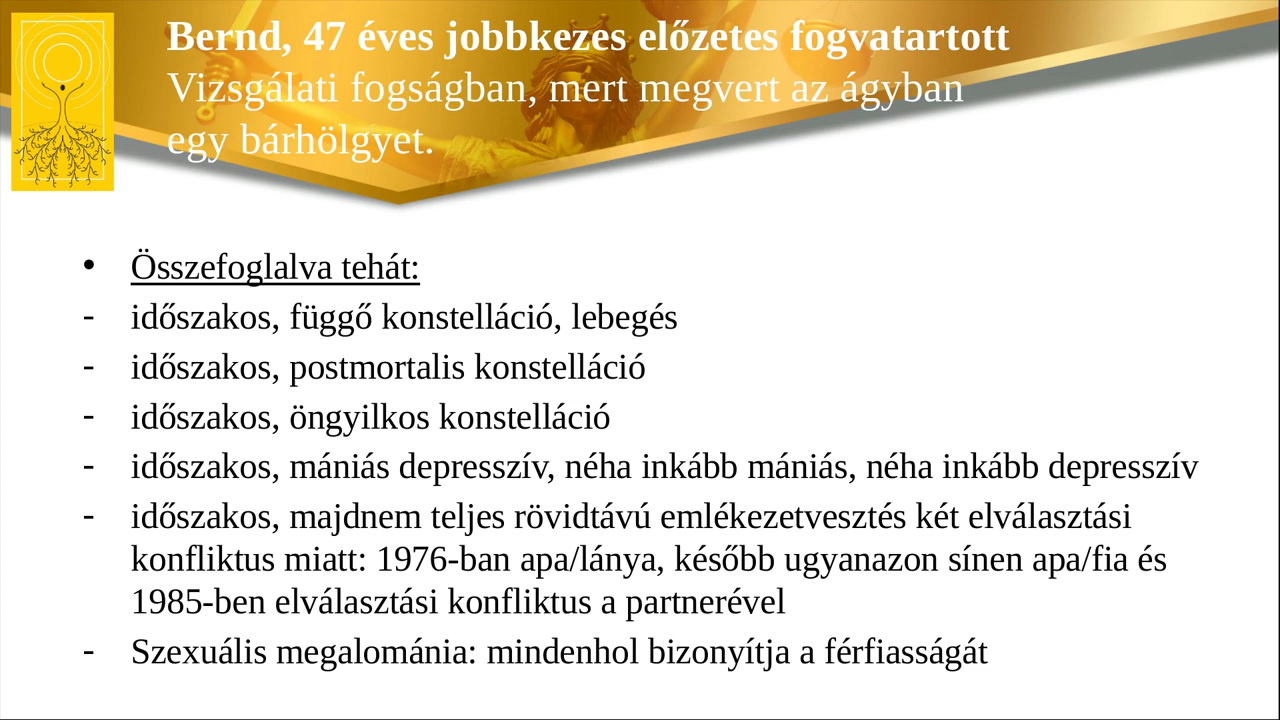 Bernd, 47 éves jobbkezes előzetes fogvatartott
Vizsgálati fogságban, mert megvert az ágyban
egy bárhölgyet.
• Összefoglalva tehát:
- időszakos, függő konstelláció, lebegés
- időszakos, postmortalis konstelláció
- időszakos, öngyilkos konstelláció
- időszakos, mániás depresszív, néha inkább mániás, néha inkább depresszív
- időszakos, majdnem teljes rövidtávú emlékezetvesztés két elválasztási
konfliktus miatt: 1976-ban apa/lánya, később ugyanazon sínen apa/fia és
1985-ben elválasztási konfliktus a partnerével
- Szexuális megalománia: mindenhol bizonyítja a férfiasságát